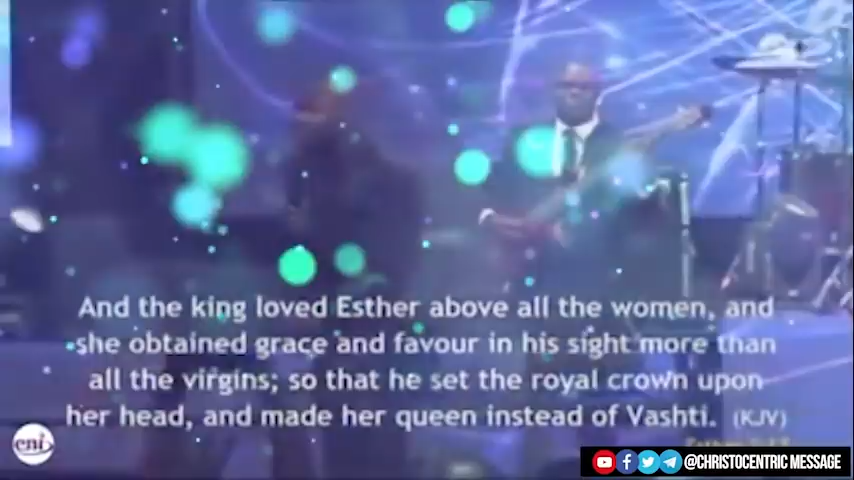 And the king loved Esther above all the women, and
she obtained grace and favour in his sight more than
all the virgins; so that he set the royal crown upon
her head, and made her queen instead of Vashti. (KJV)
eni
@CHRISTOCENTRIC MESSAGE